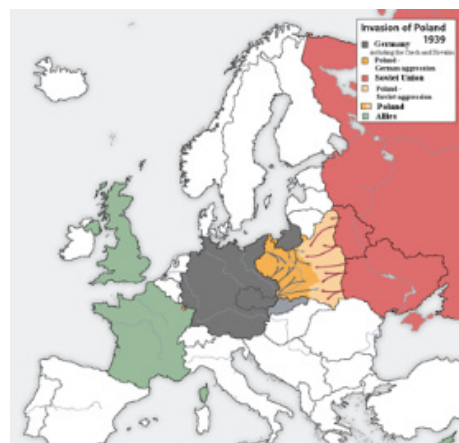 Invasion of Poland
1939
Germany
including the Czech and Slovakia
Poland -
German aggression
Soviet Union
Poland -
Soviet aggression
Poland
Allies